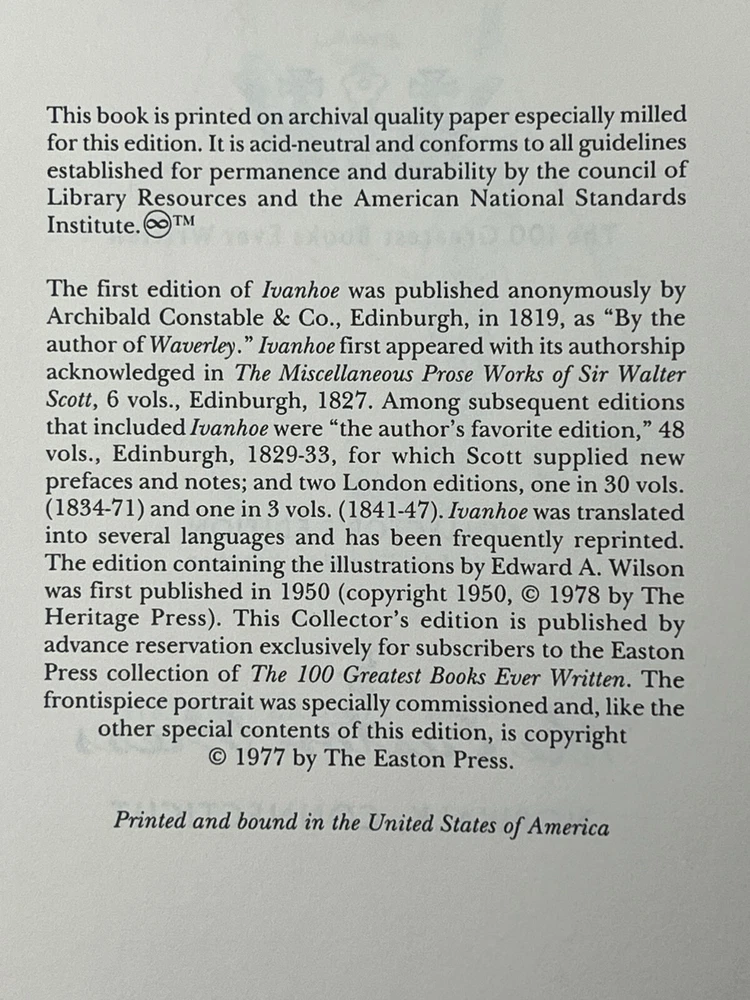 This book is printed on archival quality paper especially milled
for this edition. It is acid-neutral and conforms to all guidelines
established for permanence and durability by the council of
Library Resources and the American National Standards
Institute.♾™
The first edition of Ivanhoe was published anonymously by
Archibald Constable & Co., Edinburgh, in 1819, as “By the
author of Waverley.” Ivanhoe first appeared with its authorship
acknowledged in The Miscellaneous Prose Works of Sir Walter
Scott, 6 vols., Edinburgh, 1827. Among subsequent editions
that included Ivanhoe were “the author’s favorite edition,” 48
vols., Edinburgh, 1829-33, for which Scott supplied new
prefaces and notes; and two London editions, one in 30 vols.
(1834-71) and one in 3 vols. (1841-47). Ivanhoe was translated
into several languages and has been frequently reprinted.
The edition containing the illustrations by Edward A. Wilson
was first published in 1950 (copyright 1950, © 1978 by The
Heritage Press). This Collector’s edition is published by
advance reservation exclusively for subscribers to the Easton
Press collection of The 100 Greatest Books Ever Written. The
frontispiece portrait was specially commissioned and, like the
other special contents of this edition, is copyright
© 1977 by The Easton Press.
Printed and bound in the United States of America